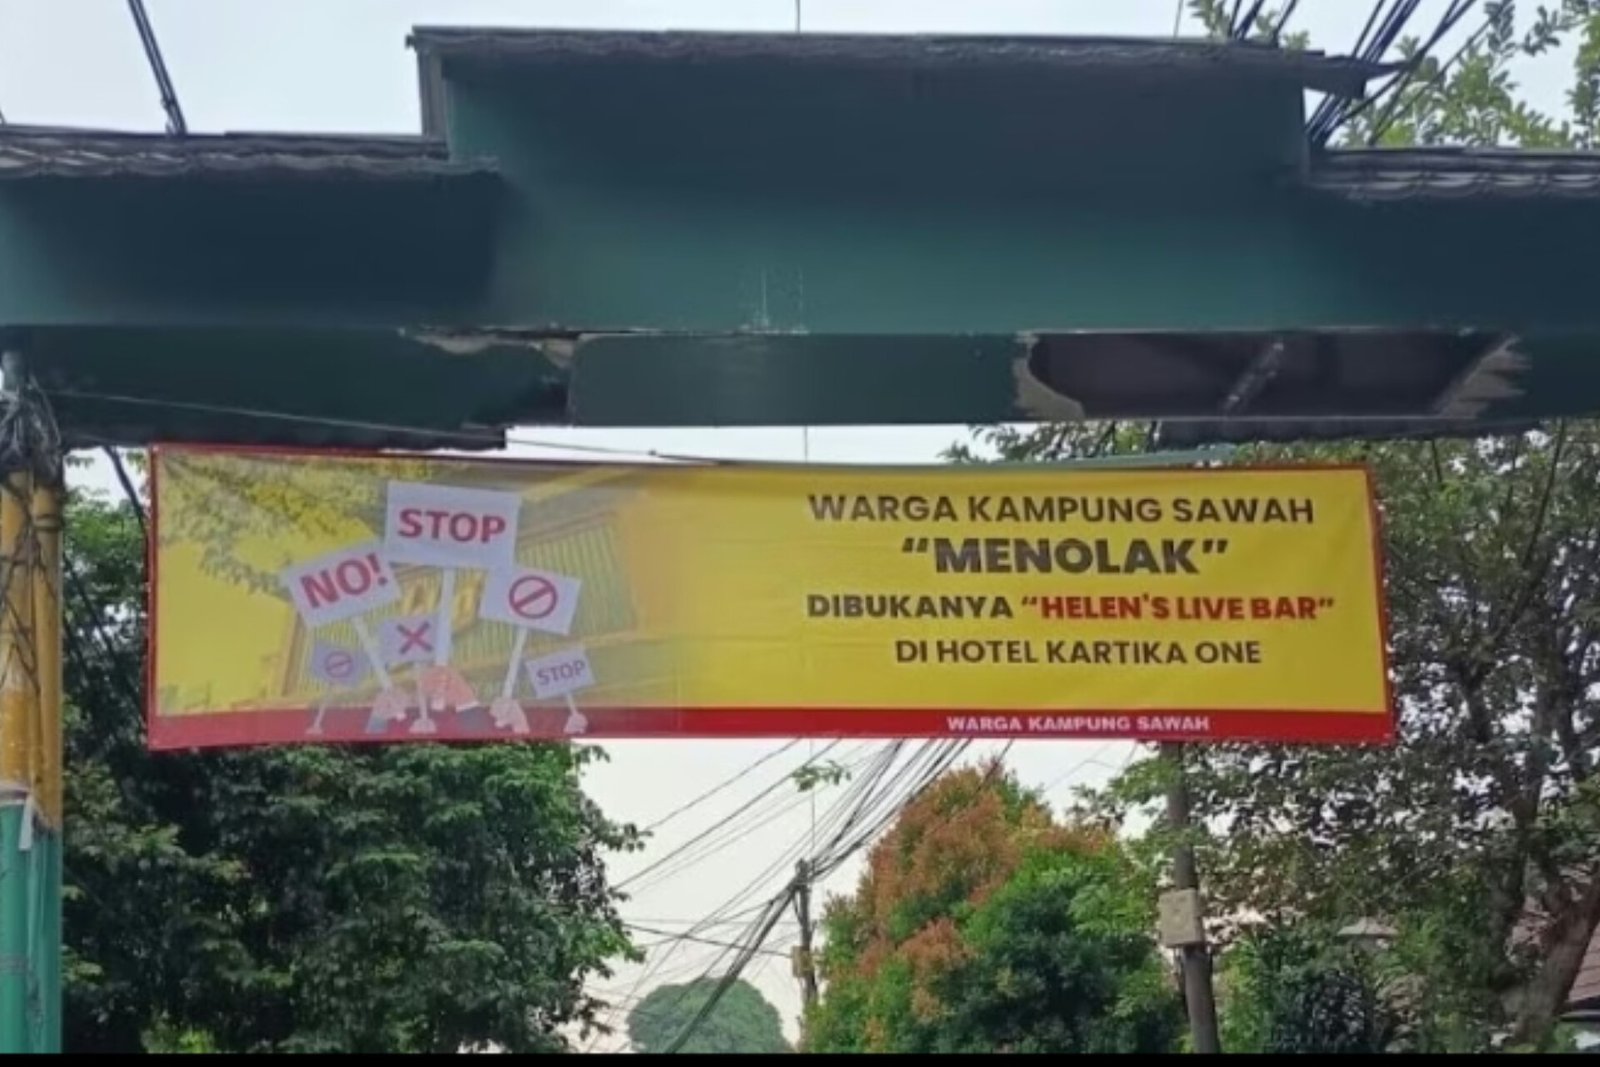 STOP
NO!
STOP
WARGA KAMPUNG SAWAH
“MENOLAK”
DIBUKANYA “HELEN'S LIVE BAR”
DI HOTEL KARTIKA ONE
WARGA KAMPUNG SAWAH